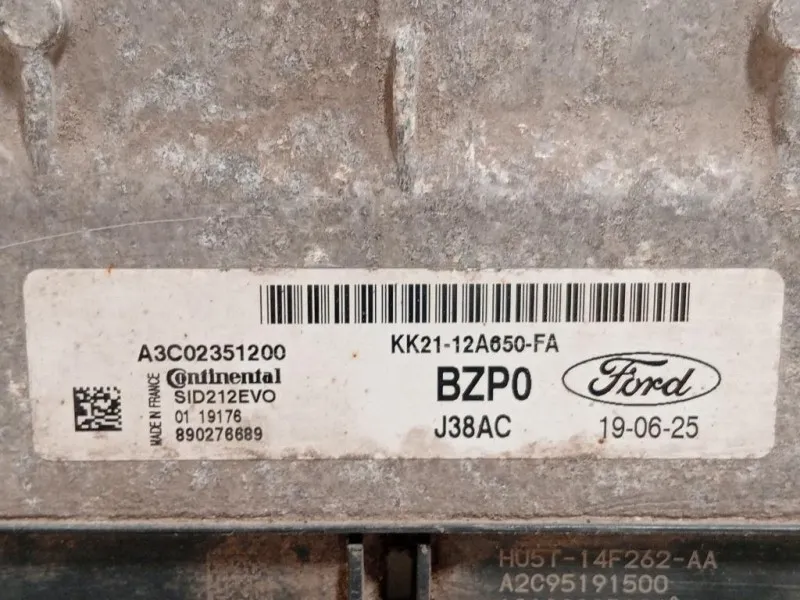 A3C02351200
Continental
SID212EVO
01 19176
890276689
MADE IN FRANCE
KK21-12A650-FA
BZP0
Ford
J38AC
19-06-25
HU5T-14F262-AA
A2C95191500